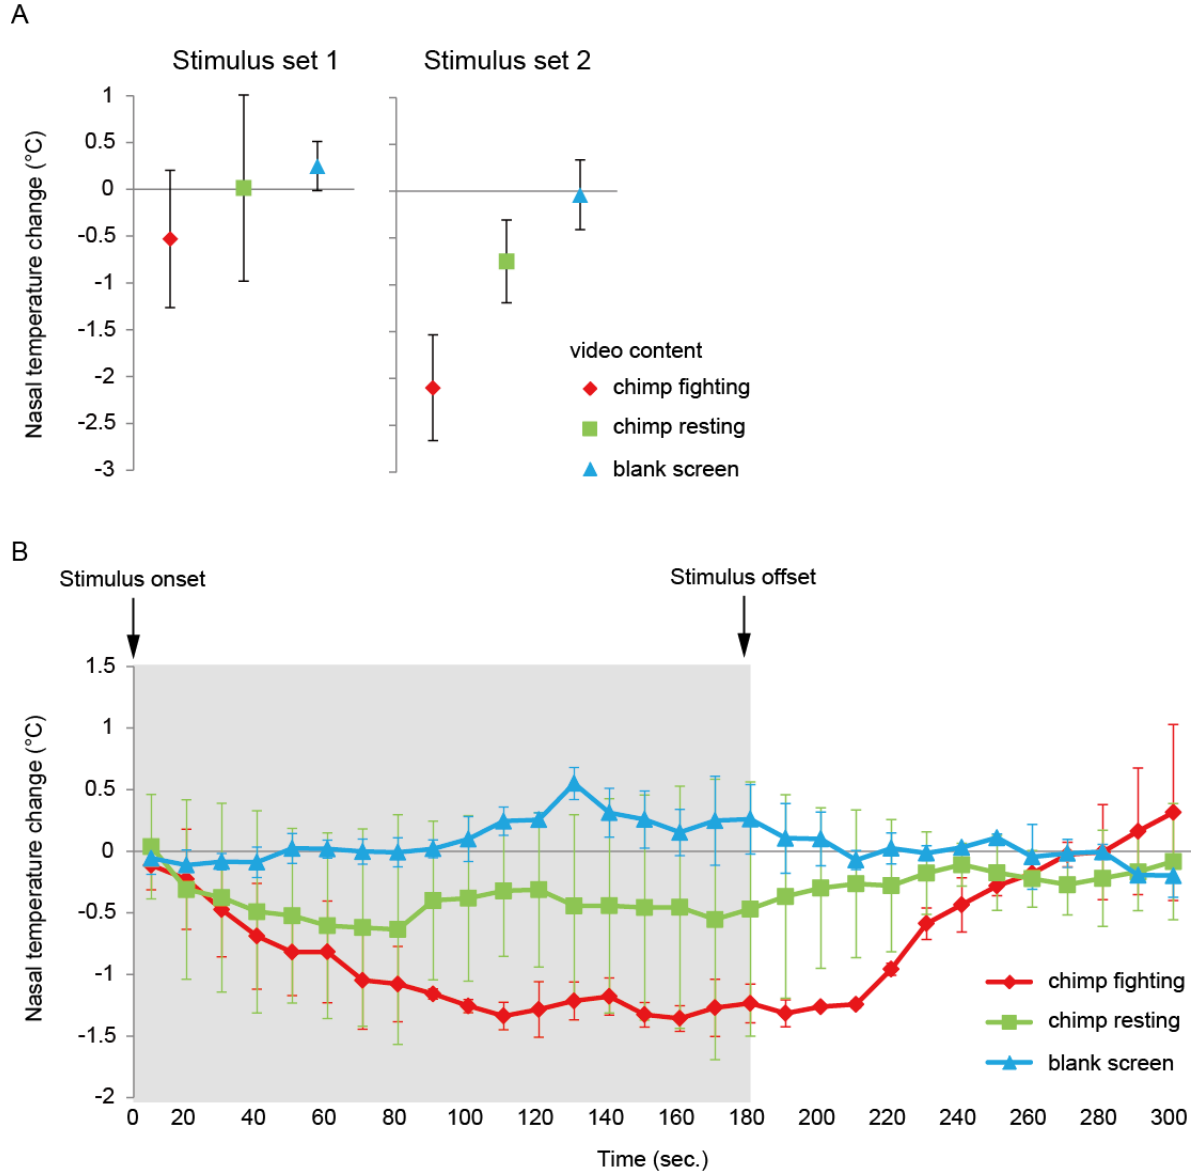 A
Stimulus set 1
Stimulus set 2
Nasal temperature change (°C)
1
0.5
0
-0.5
-1
-1.5
-2
-2.5
-3
video content
chimp fighting
chimp resting
blank screen
B
Stimulus onset
Stimulus offset
Nasal temperature change (°C)
1.5
1
0.5
0
-0.5
-1
-1.5
-2
chimp fighting
chimp resting
blank screen
0 20 40 60 80 100 120 140 160 180 200 220 240 260 280 300
Time (sec.)